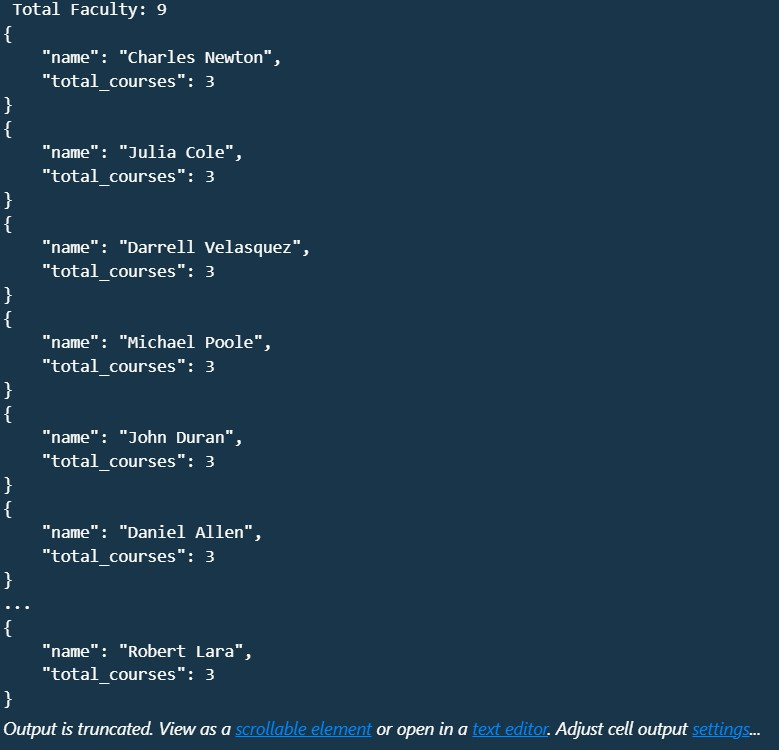 Total Faculty: 9
{
    "name": "Charles Newton",
    "total_courses": 3
}
{
    "name": "Julia Cole",
    "total_courses": 3
}
{
    "name": "Darrell Velasquez",
    "total_courses": 3
}
{
    "name": "Michael Poole",
    "total_courses": 3
}
{
    "name": "John Duran",
    "total_courses": 3
}
{
    "name": "Daniel Allen",
    "total_courses": 3
}
...
{
    "name": "Robert Lara",
    "total_courses": 3
}
Output is truncated. View as a scrollable element or open in a text editor. Adjust cell output settings...